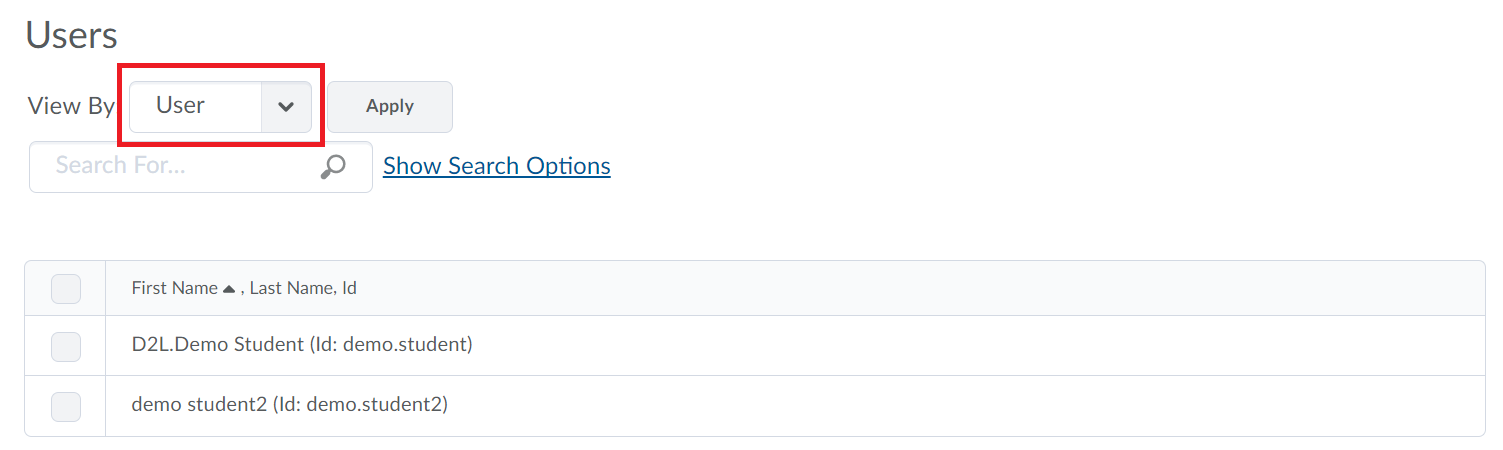 Users
View By User Apply
Search For... Show Search Options
First Name , Last Name, Id
D2L.Demo Student (Id: demo.student)
demo student2 (Id: demo.student2)